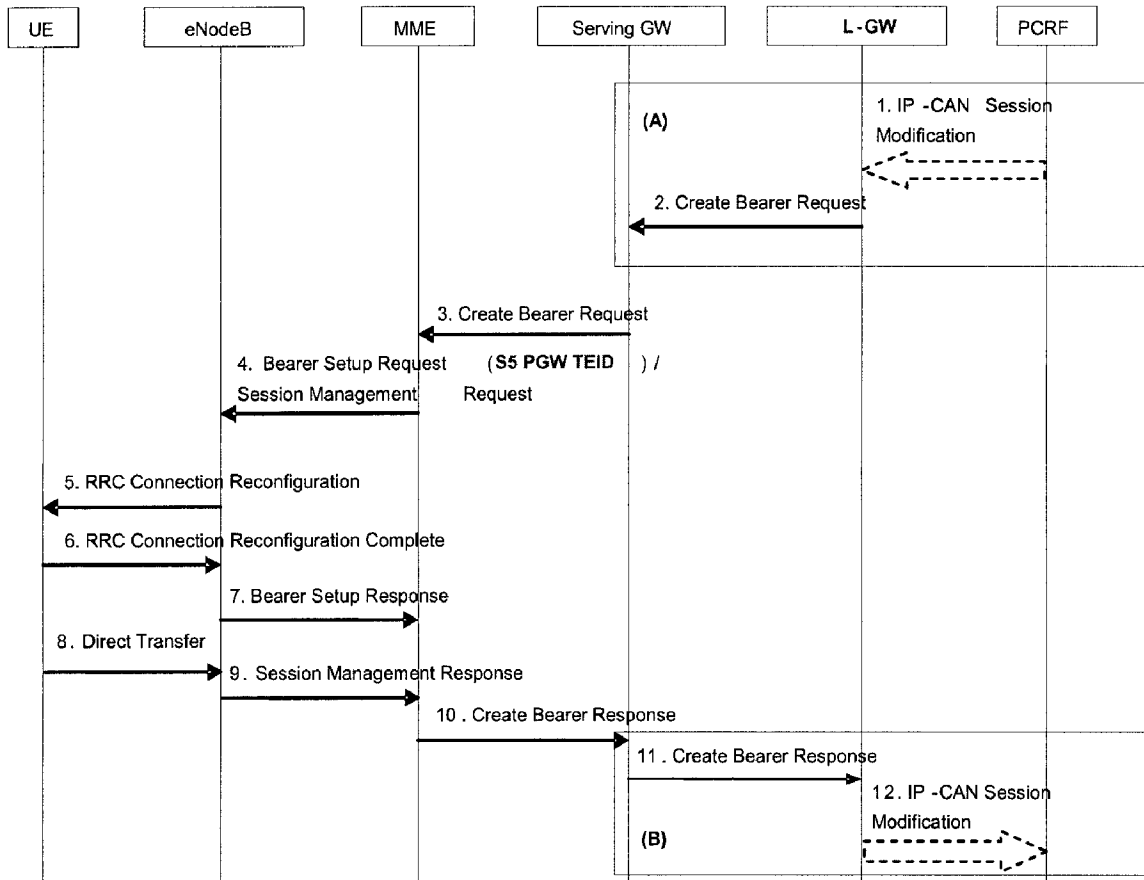 UE eNodeB MME Serving GW L-GW PCRF
(A)
1. IP -CAN Session
Modification
2. Create Bearer Request
3. Create Bearer Request
4. Bearer Setup Request (S5 PGW TEID ) /
Session Management Request
5. RRC Connection Reconfiguration
6. RRC Connection Reconfiguration Complete
7. Bearer Setup Response
8. Direct Transfer
9. Session Management Response
10. Create Bearer Response
11. Create Bearer Response
12. IP -CAN Session
Modification
(B)